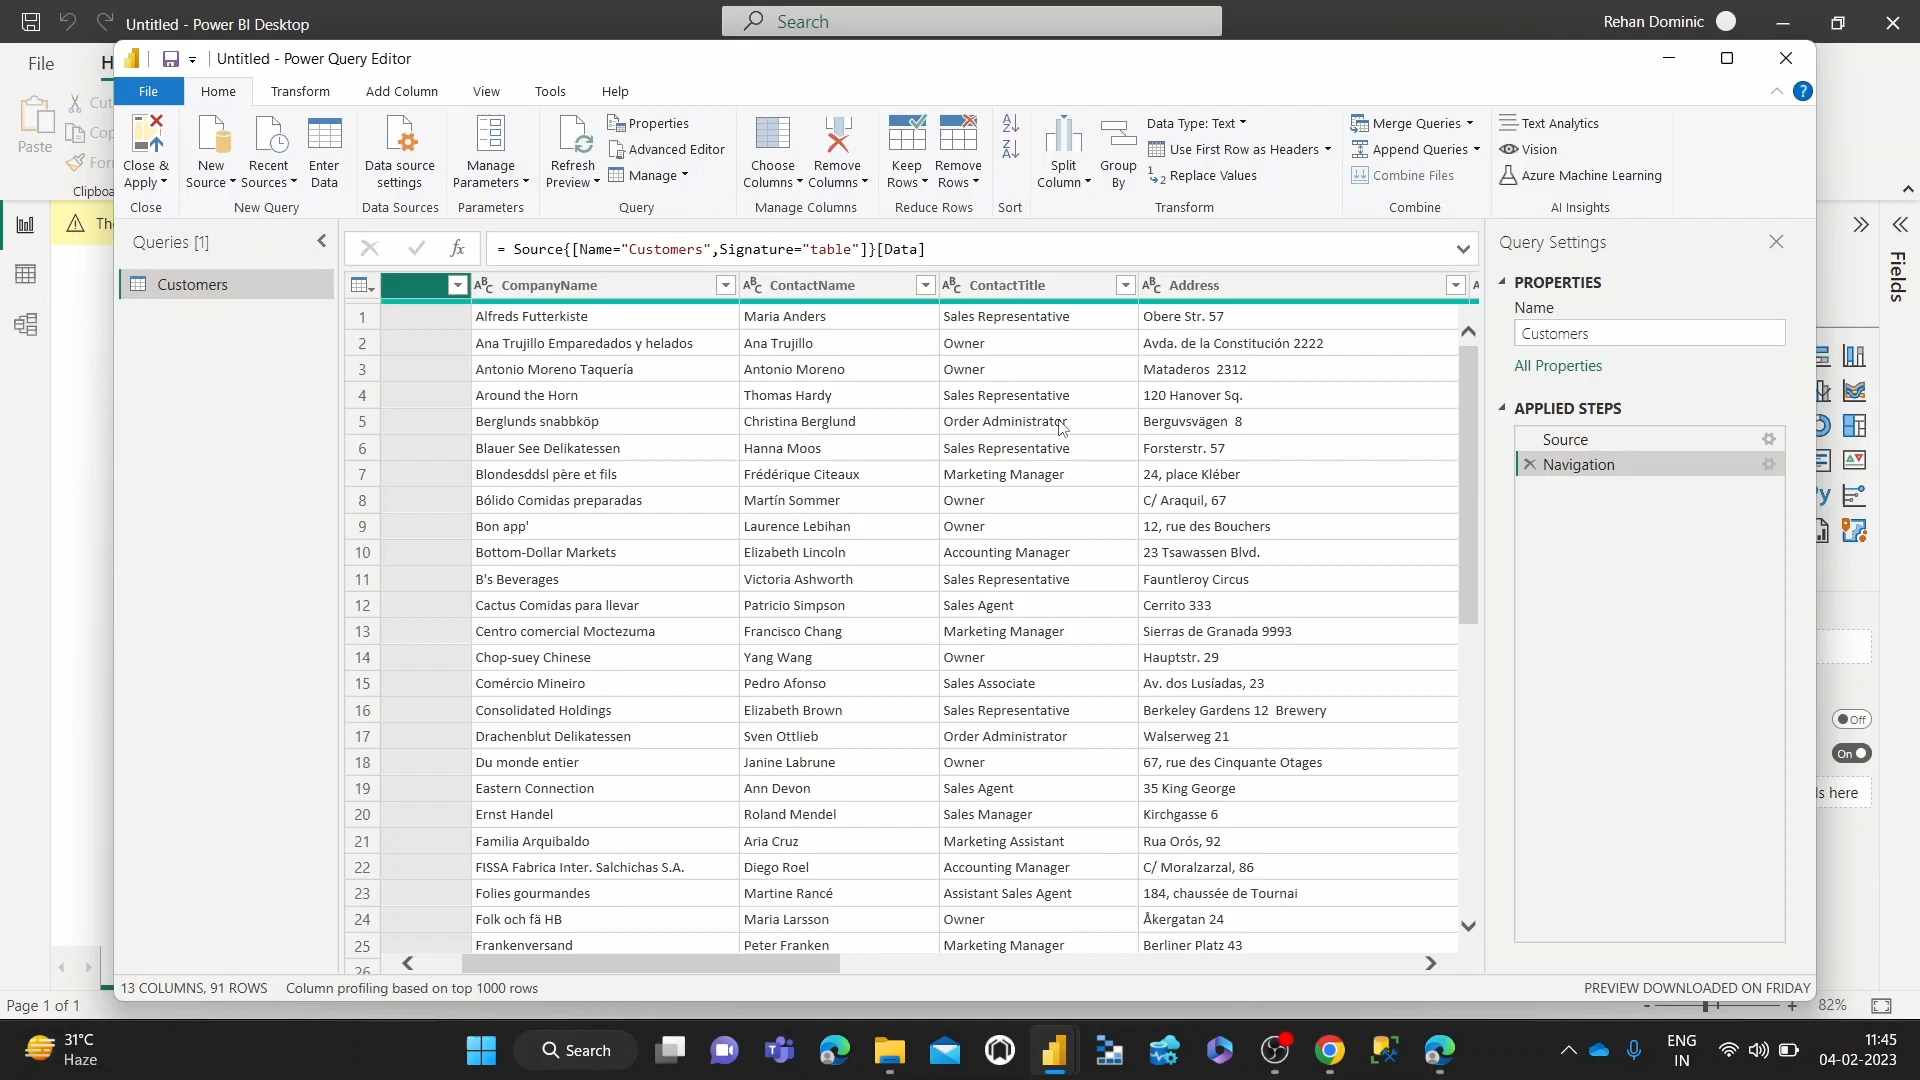 Untitled - Power BI Desktop
Search
Rehan Dominic
File
H
Untitled - Power Query Editor
File
Home
Transform
Add Column
View
Tools
Help
Paste
Cut
Close & Apply
New Source
Recent Sources
Enter Data
Data source settings
Manage Parameters
Refresh Preview
Properties
Advanced Editor
Manage
Choose Columns
Remove Columns
Keep Rows
Remove Rows
Split Column
Group By
Data Type: Text
Use First Row as Headers
Replace Values
Merge Queries
Append Queries
Combine Files
Text Analytics
Vision
Azure Machine Learning
Clipboa
Close
New Query
Data Sources
Parameters
Query
Manage Columns
Reduce Rows
Sort
Transform
Combine
AI Insights
Queries [1]
Customers
= Source{[Name="Customers",Signature="table"]}[Data]
CompanyName ContactName ContactTitle Address
1 Alfreds Futterkiste Maria Anders Sales Representative Obere Str. 57
2 Ana Trujillo Emparedados y helados Ana Trujillo Owner Avda. de la Constitución 2222
3 Antonio Moreno Taquería Antonio Moreno Owner Mataderos 2312
4 Around the Horn Thomas Hardy Sales Representative 120 Hanover Sq.
5 Berglunds snabbköp Christina Berglund Order Administrator Berguvsvägen 8
6 Blauer See Delikatessen Hanna Moos Sales Representative Forsterstr. 57
7 Blondesddsl père et fils Frédérique Citeaux Marketing Manager 24, place Kléber
8 Bólido Comidas preparadas Martín Sommer Owner C/ Araquil, 67
9 Bon app' Laurence Lebihan Owner 12, rue des Bouchers
10 Bottom-Dollar Markets Elizabeth Lincoln Accounting Manager 23 Tsawassen Blvd.
11 B's Beverages Victoria Ashworth Sales Representative Fauntleroy Circus
12 Cactus Comidas para llevar Patricio Simpson Sales Agent Cerrito 333
13 Centro comercial Moctezuma Francisco Chang Marketing Manager Sierras de Granada 9993
14 Chop-suey Chinese Yang Wang Owner Hauptstr. 29
15 Comércio Mineiro Pedro Afonso Sales Associate Av. dos Lusíadas, 23
16 Consolidated Holdings Elizabeth Brown Sales Representative Berkeley Gardens 12 Brewery
17 Drachenblut Delikatessen Sven Ottlieb Order Administrator Walserweg 21
18 Du monde entier Janine Labrune Owner 67, rue des Cinquante Otages
19 Eastern Connection Ann Devon Sales Agent 35 King George
20 Ernst Handel Roland Mendel Sales Manager Kirchgasse 6
21 Familia Arquibaldo Aria Cruz Marketing Assistant Rua Orós, 92
22 FISSA Fabrica Inter. Salchichas S.A. Diego Roel Accounting Manager C/ Moralzarzal, 86
23 Folies gourmandes Martine Rancé Assistant Sales Agent 184, chaussée de Tournai
24 Folk och fä HB Maria Larsson Owner Åkergatan 24
25 Frankenversand Peter Franken Marketing Manager Berliner Platz 43
26
Query Settings
PROPERTIES
Name
Customers
All Properties
APPLIED STEPS
Source
Navigation
Fields
Off
On
ls here
13 COLUMNS, 91 ROWS
Column profiling based on top 1000 rows
PREVIEW DOWNLOADED ON FRIDAY
Page 1 of 1
82%
31°C
Haze
Search
ENG
IN
11:45
04-02-2023